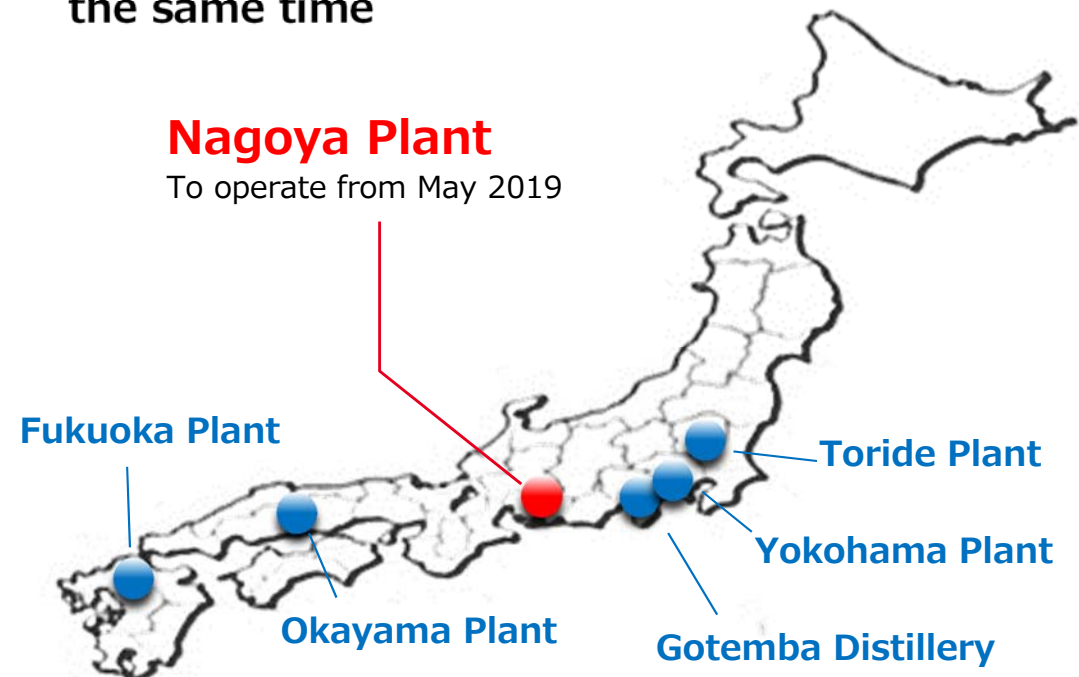 the same time
Nagoya Plant
To operate from May 2019
Fukuoka Plant
Toride Plant
Yokohama Plant
Okayama Plant
Gotemba Distillery